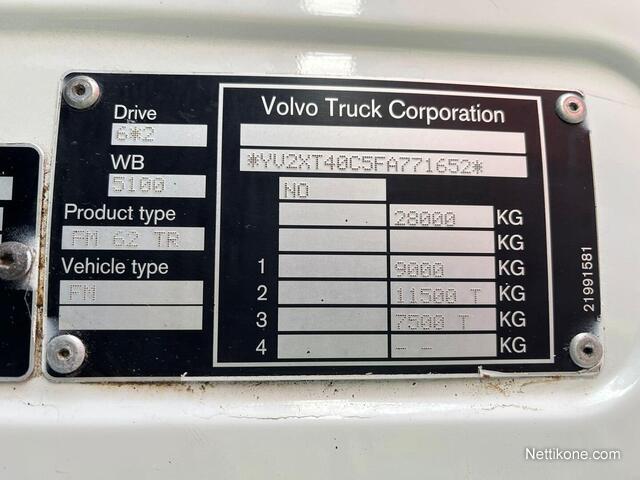 Drive
6*2
WB
5100
Product type
FM 62 TR
Vehicle type
FM
Volvo Truck Corporation
*YV2XT40C5FA771652*
NO
28000 KG
KG
1 9000 KG
2 11500 T KG
3 7500 T KG
4 - - KG
21991581
Nettikone.com